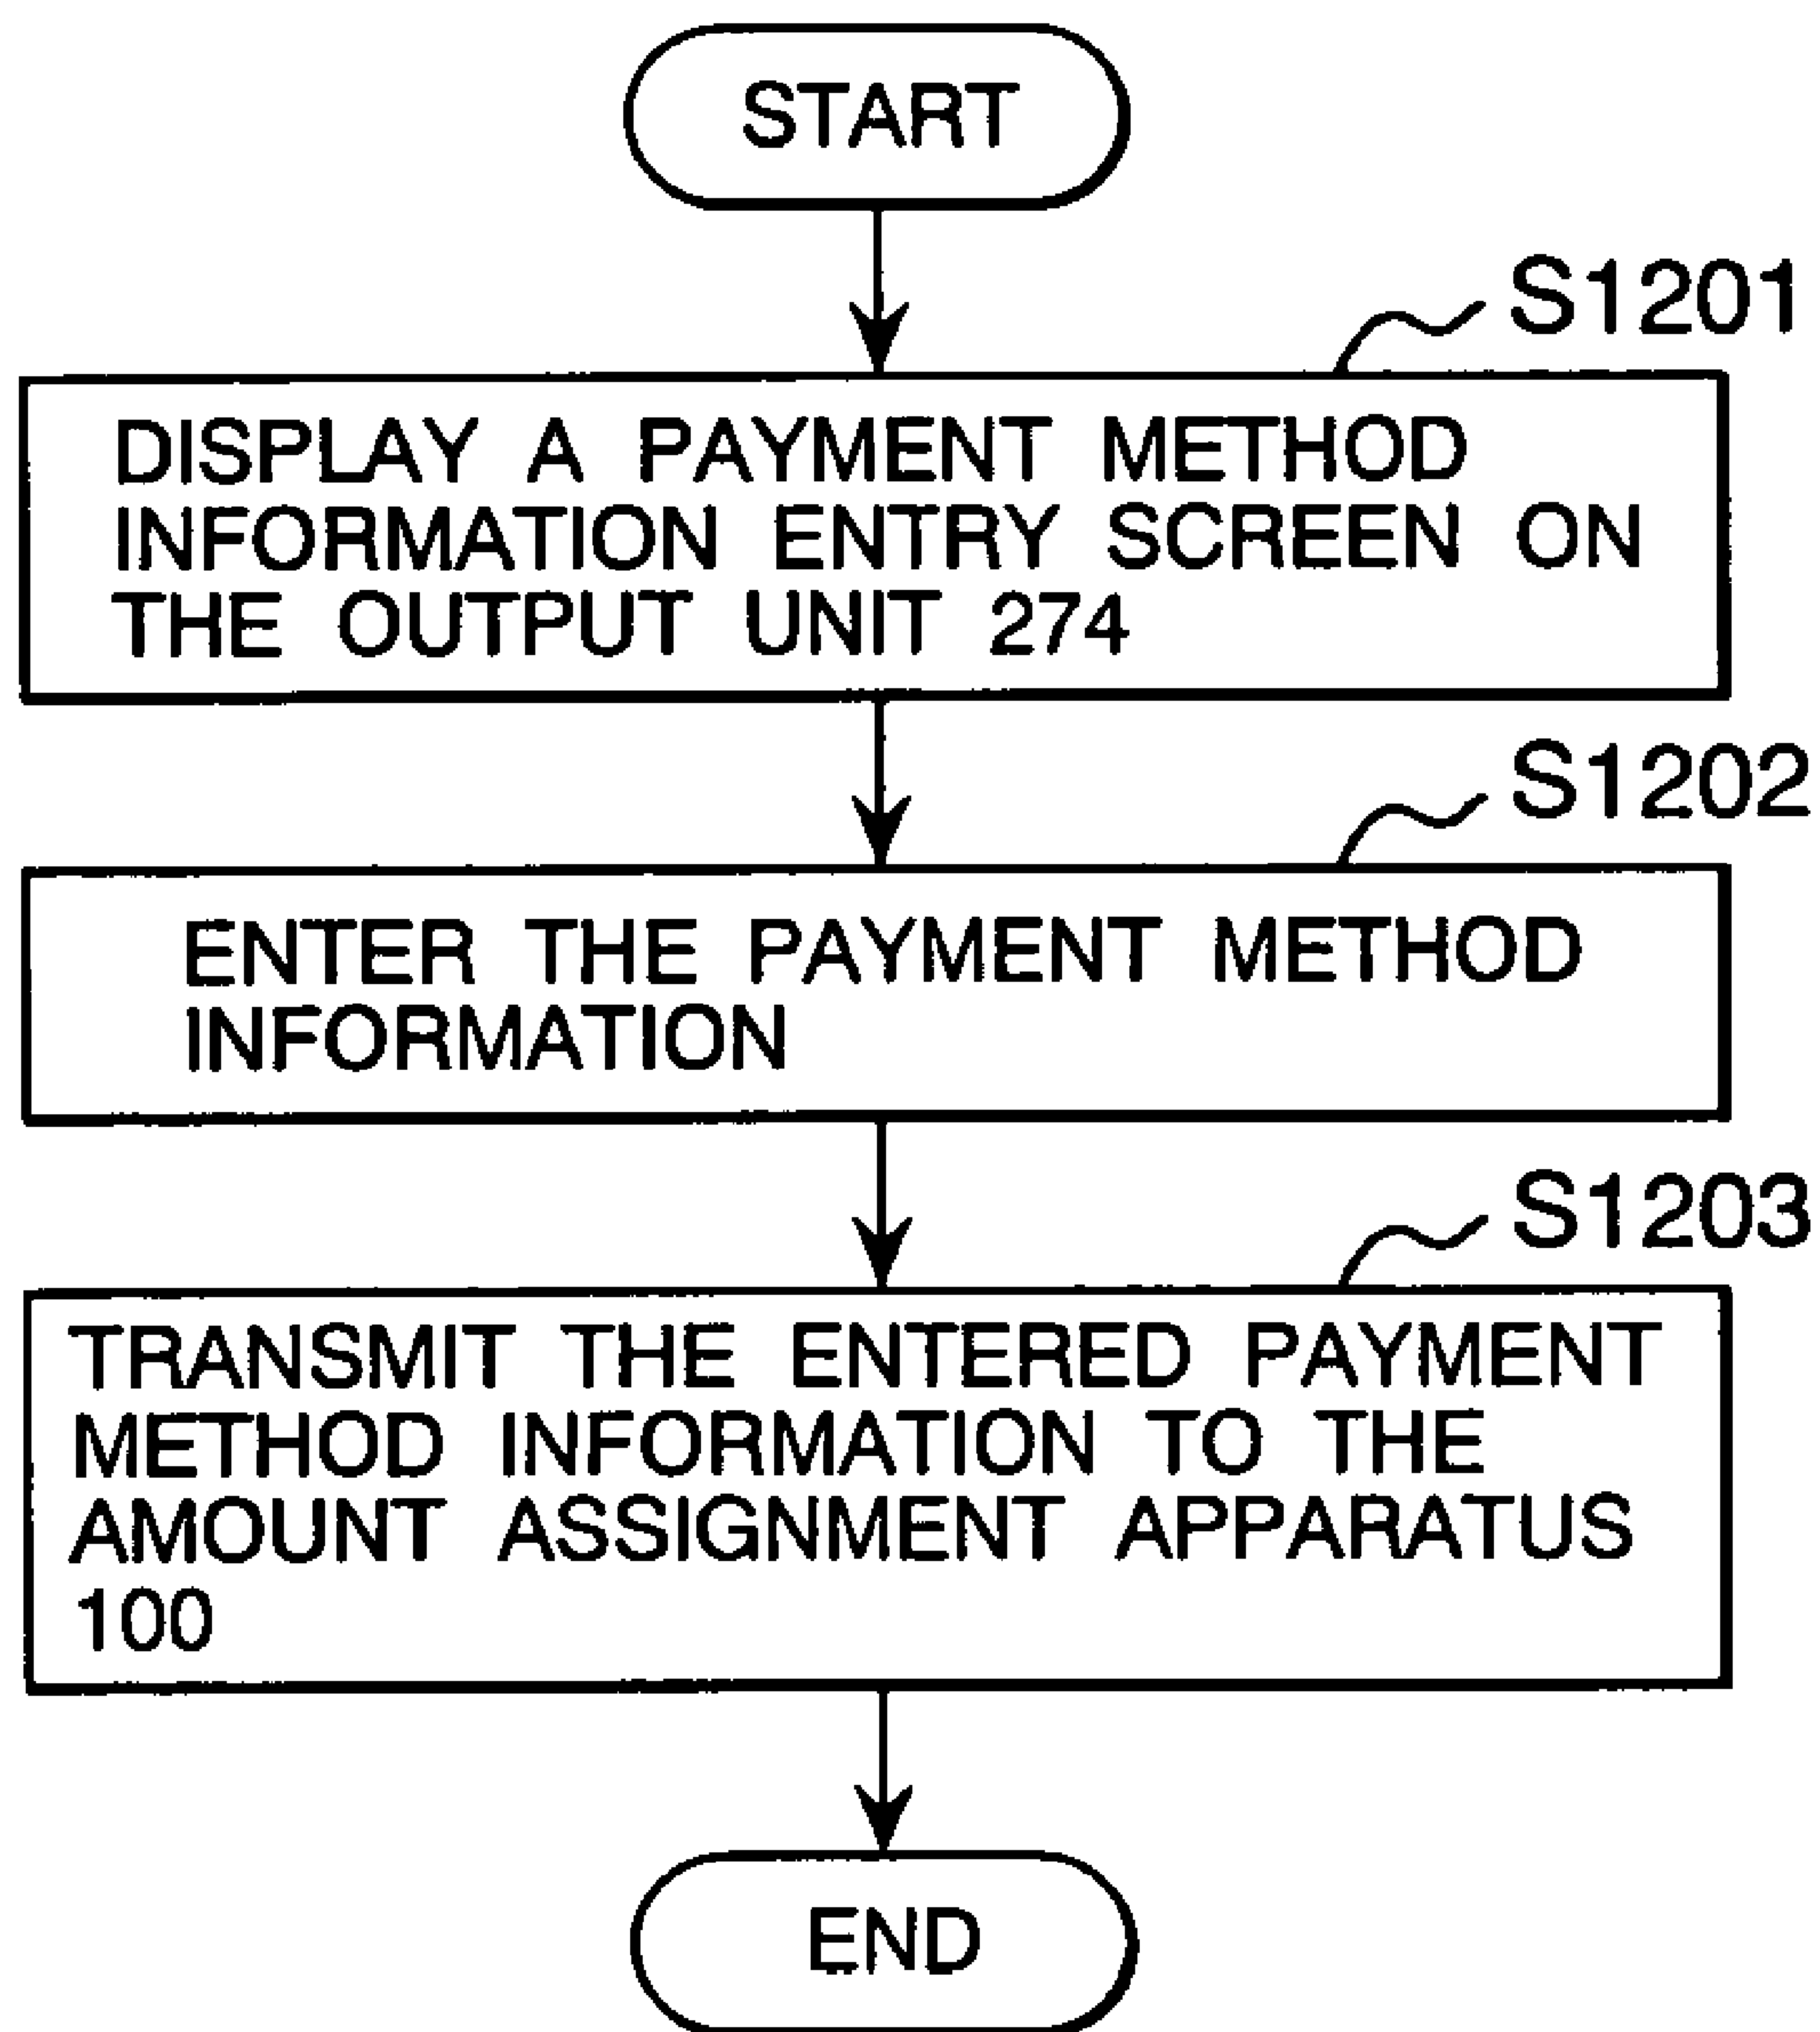 START
S1201
DISPLAY A PAYMENT METHOD
INFORMATION ENTRY SCREEN ON
THE OUTPUT UNIT 274
S1202
ENTER THE PAYMENT METHOD
INFORMATION
S1203
TRANSMIT THE ENTERED PAYMENT
METHOD INFORMATION TO THE
AMOUNT ASSIGNMENT APPARATUS
100
END